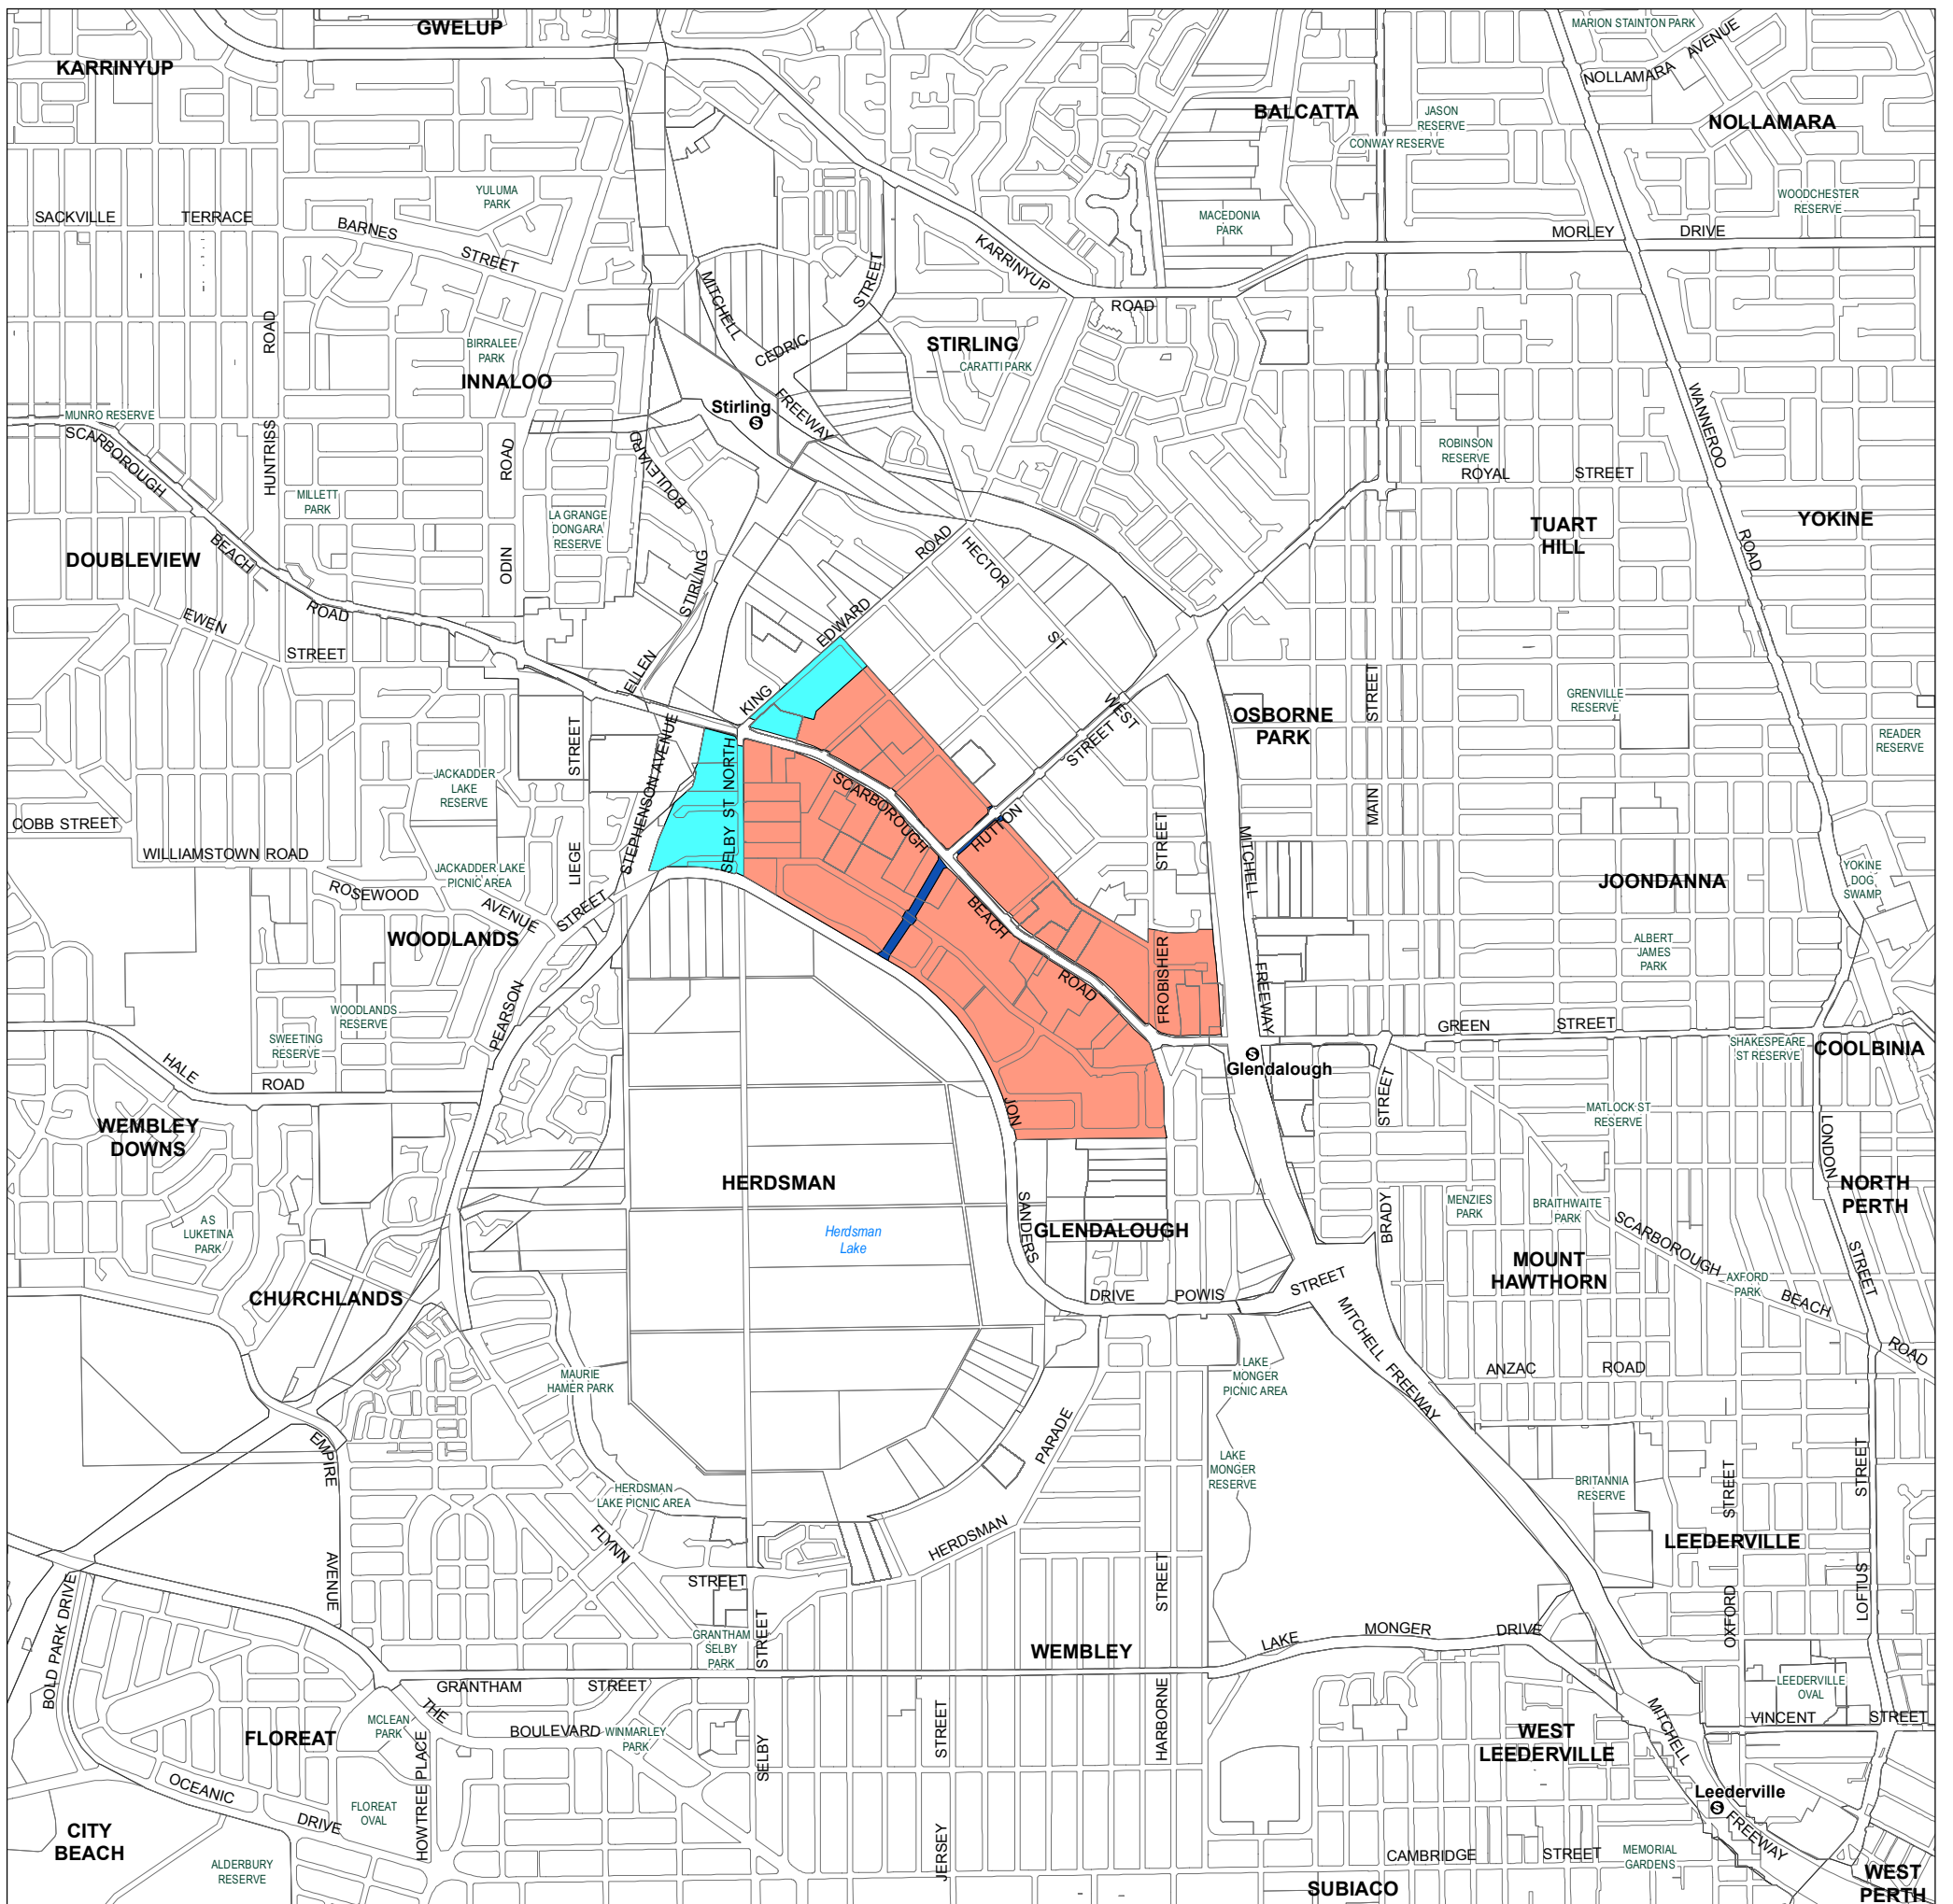 GWELUP
KARRINYUP
MARION STAINTON PARK
NOLLAMARA AVENUE
BALCATTA
JASON
RESERVE
CONWAY RESERVE
NOLLAMARA
YULUMA
PARK
WOODCHESTER
RESERVE
SACKVILLE TERRACE
BARNES STREET
MACEDONIA
PARK
MORLEY DRIVE
KARRINYUP ROAD
MITCHELL FREEWAY
CEDRIC STREET
HUNTRISS ROAD
BIRRALEE
PARK
INNALOO
STIRLING
CARATTI PARK
MUNRO RESERVE
Stirling
S
SCARBOROUGH BEACH ROAD
ODIN ROAD
ELLEN STIRLING BOULEVARD
WANNEROO ROAD
ROBINSON
RESERVE
ROYAL STREET
MILLETT
PARK
LA GRANGE
DONGARA
RESERVE
TUART
HILL
YOKINE
DOUBLEVIEW
EWEN STREET
KING EDWARD ROAD
HECTOR ST WEST
OSBORNE
PARK
MAIN STREET
GRENVILLE
RESERVE
READER
RESERVE
JACKADDER
LAKE
RESERVE
LIEGE STREET
STEPHENSON AVENUE
SELBY ST NORTH
SCARBOROUGH BEACH ROAD
HUTTON STREET
COBB STREET
WILLIAMSTOWN ROAD
JACKADDER LAKE
PICNIC AREA
ROSEWOOD AVENUE
WOODLANDS
PEARSON STREET
FROBISHER STREET
MITCHELL FREEWAY
JOONDANNA
YOKINE
DOG
SWAMP
ALBERT
JAMES
PARK
WOODLANDS
RESERVE
SWEETING
RESERVE
HALE ROAD
GREEN STREET
SHAKESPEARE
ST RESERVE
COOLBINIA
Glendalough
S
WEMBLEY
DOWNS
JON SANDERS DRIVE
MATLOCK ST
RESERVE
LONDON STREET
HERDSMAN
Herdsman
Lake
GLENDALOUGH
BRADY STREET
MENZIES
PARK
BRAITHWAITE
PARK
NORTH
PERTH
AS
LUKETINA
PARK
MOUNT
HAWTHORN
SCARBOROUGH BEACH ROAD
AXFORD
PARK
CHURCHLANDS
POWIS STREET
MITCHELL FREEWAY
ANZAC ROAD
MAURIE
HAMER PARK
LAKE
MONGER
PICNIC AREA
EMPIRE AVENUE
HERDSMAN PARADE
LAKE
MONGER
RESERVE
BRITANNIA
RESERVE
HERDSMAN
LAKE PICNIC AREA
FLYNN STREET
LEEDERVILLE
OXFORD STREET
LOFTUS STREET
BOLD PARK DRIVE
GRANTHAM
SELBY
PARK
SELBY STREET
WEMBLEY
HARBORNE STREET
LAKE MONGER DRIVE
GRANTHAM STREET
LEEDERVILLE
OVAL
MCLEAN
PARK
THE BOULEVARD
WINMARLEY
PARK
FLOREAT
HOWTREE PLACE
JERSEY STREET
WEST
LEEDERVILLE
VINCENT STREET
MITCHELL FREEWAY
Leederville
S
OCEANIC DRIVE
FLOREAT
OVAL
CITY
BEACH
ALDERBURY
RESERVE
CAMBRIDGE STREET
MEMORIAL
GARDENS
SUBIACO
WEST
PERTH